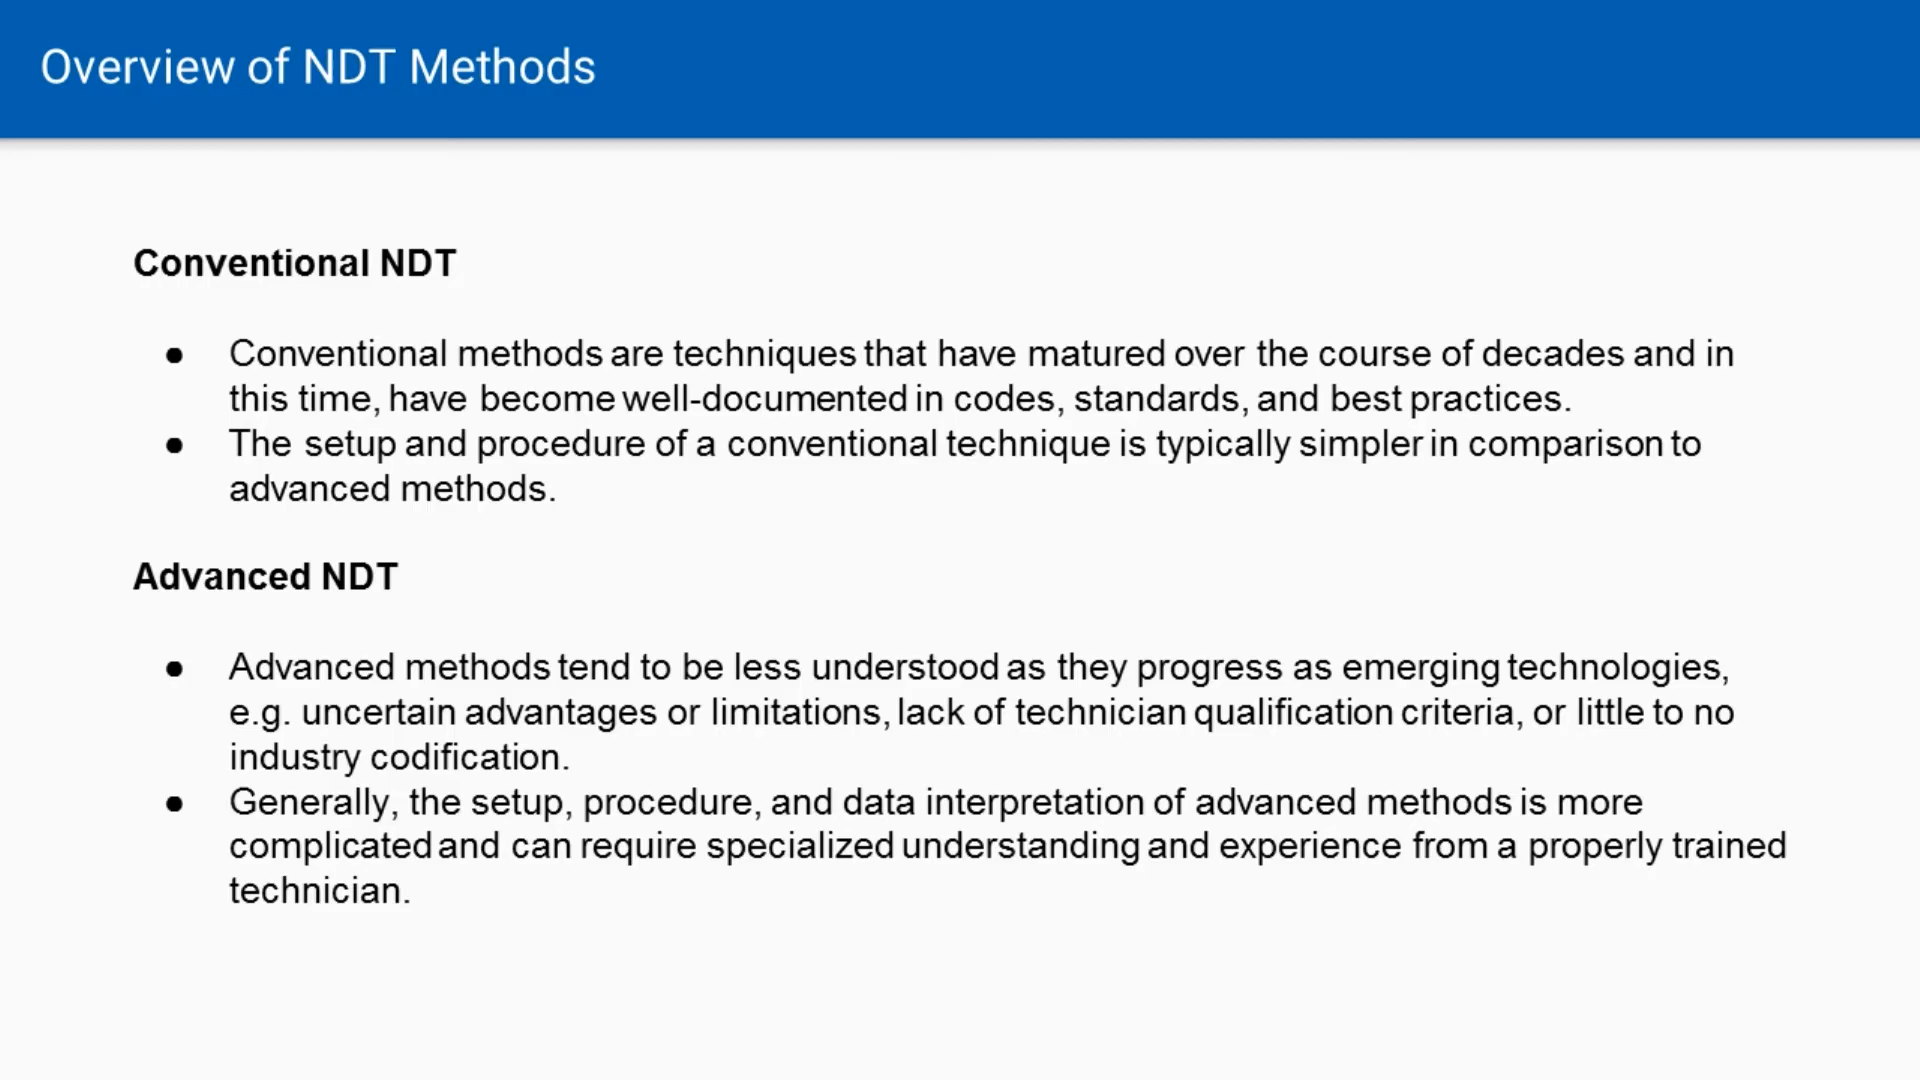 Overview of NDT Methods
Conventional NDT
● Conventional methods are techniques that have matured over the course of decades and in
this time, have become well-documented in codes, standards, and best practices.
● The setup and procedure of a conventional technique is typically simpler in comparison to
advanced methods.
Advanced NDT
● Advanced methods tend to be less understood as they progress as emerging technologies,
e.g. uncertain advantages or limitations, lack of technician qualification criteria, or little to no
industry codification.
● Generally, the setup, procedure, and data interpretation of advanced methods is more
complicated and can require specialized understanding and experience from a properly trained
technician.